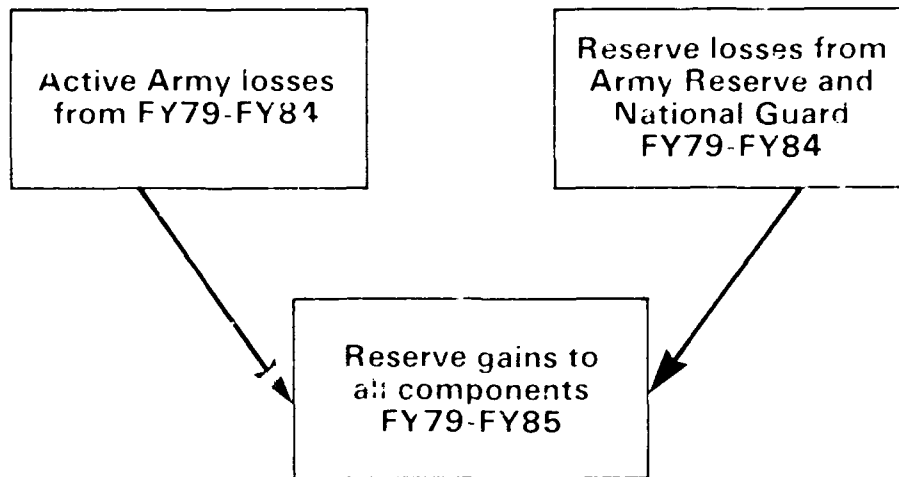 Active Army losses
from FY79-FY84
Reserve losses from
Army Reserve and
National Guard
FY79-FY84
Reserve gains to
all components
FY79-FY85